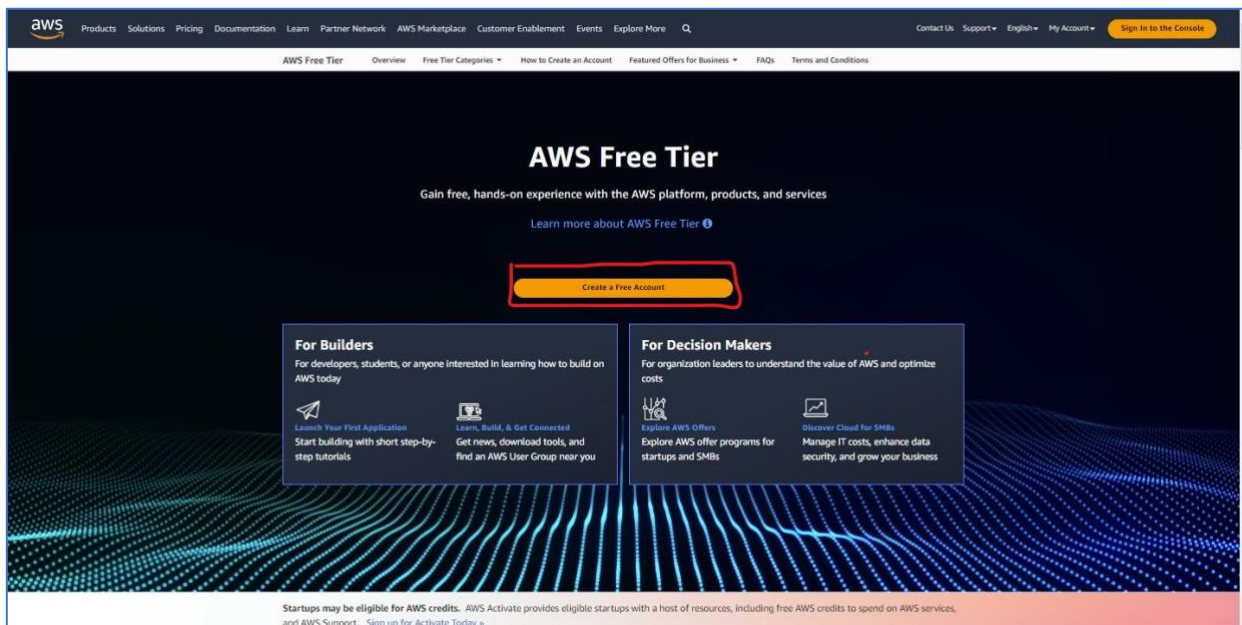 aws Products Solutions Pricing Documentation Learn Partner Network AWS Marketplace Customer Enablement Events Explore More Contact Us Support English My Account Sign In to the Console
AWS Free Tier Overview Free Tier Categories How to Create an Account Featured Offers for Business FAQs Terms and Conditions
AWS Free Tier
Gain free, hands-on experience with the AWS platform, products, and services
Learn more about AWS Free Tier
Create a Free Account
For Builders
For developers, students, or anyone interested in learning how to build on
AWS today
Launch Your First Application
Start building with short step-by-
step tutorials
Learn, Build, & Get Connected
Get news, download tools, and
find an AWS User Group near you
For Decision Makers
For organization leaders to understand the value of AWS and optimize
costs
Explore AWS Offers
Explore AWS offer programs for
startups and SMBs
Discover Cloud for SMBs
Manage IT costs, enhance data
security, and grow your business
Startups may be eligible for AWS credits. AWS Activate provides eligible startups with a host of resources, including free AWS credits to spend on AWS services,
and AWS Support. Sign up for Activate Today »